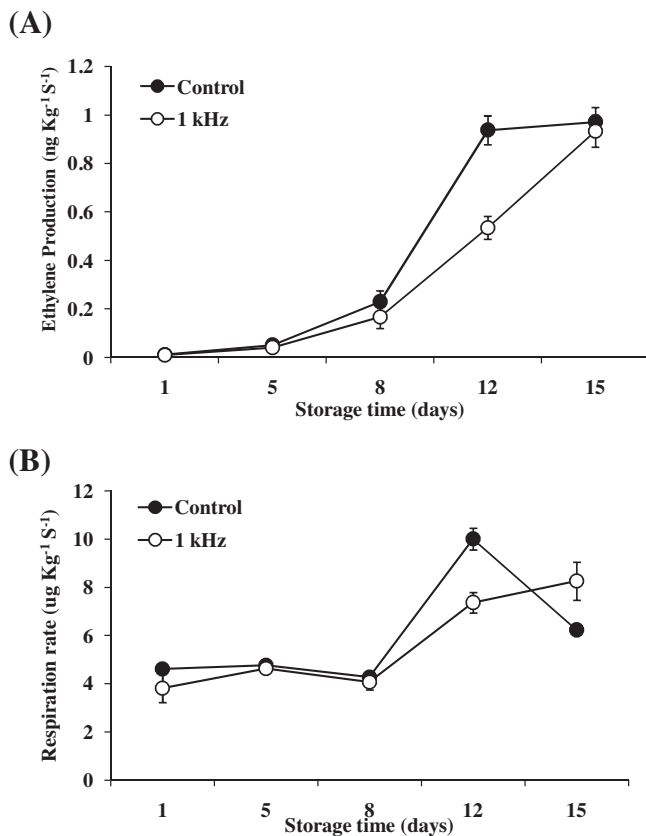 (A)
Ethylene Production (ng Kg⁻¹ S⁻¹)
1.2
1
0.8
0.6
0.4
0.2
0
Control
1 kHz
1 5 8 12 15
Storage time (days)
(B)
Respiration rate (ug Kg⁻¹ S⁻¹)
12
10
8
6
4
2
0
Control
1 kHz
1 5 8 12 15
Storage time (days)